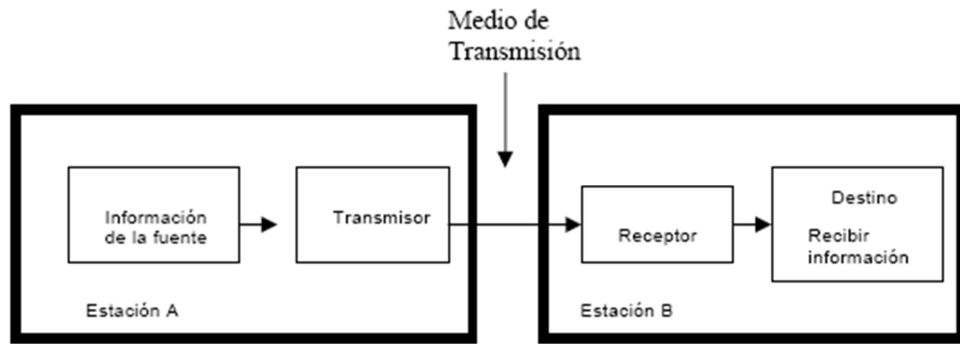 Medio de
Transmisión
Información
de la fuente
Transmisor
Estación A
Receptor
Destino
Recibir
información
Estación B